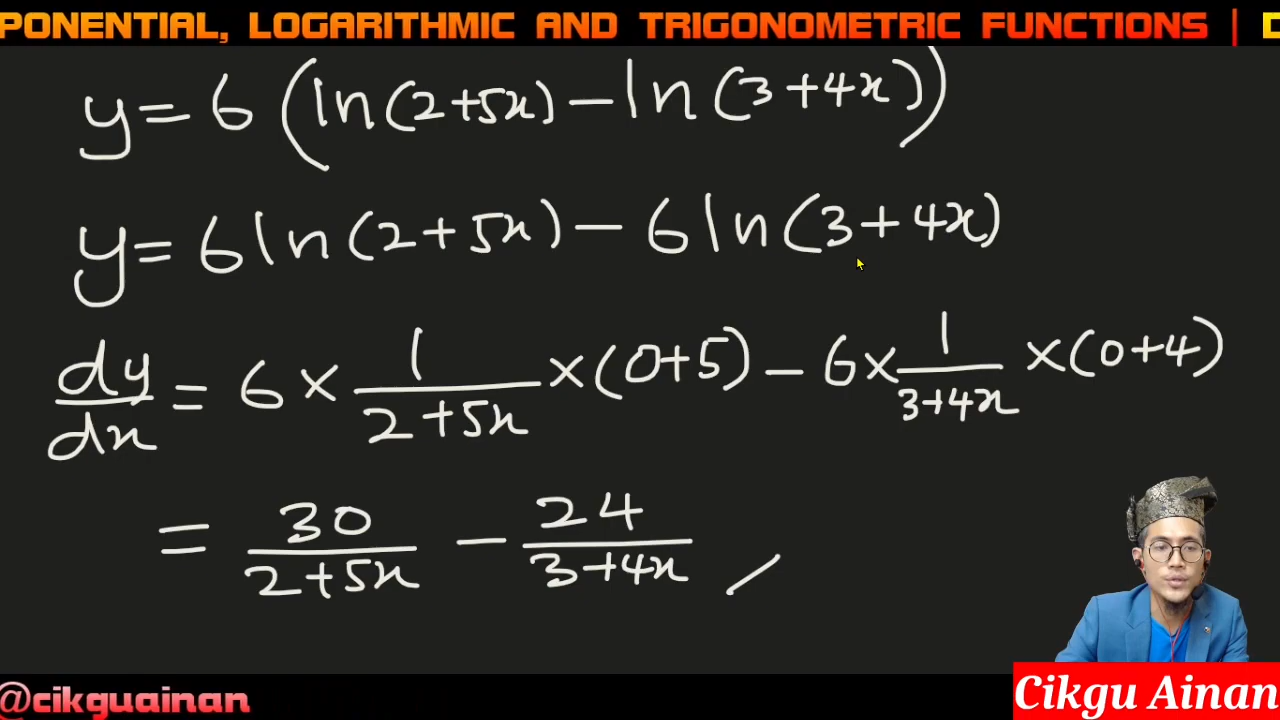 PONENTIAL, LOGARITHMIC AND TRIGONOMETRIC FUNCTIONS | D
y = 6 (ln(2+5x) - ln(3+4x))
y = 6 ln(2+5x) - 6 ln(3+4x)
dy/dx = 6 × 1/(2+5x) × (0+5) - 6 × 1/(3+4x) × (0+4)
= 30/(2+5x) - 24/(3+4x)
@cikguainan
Cikgu Ainan